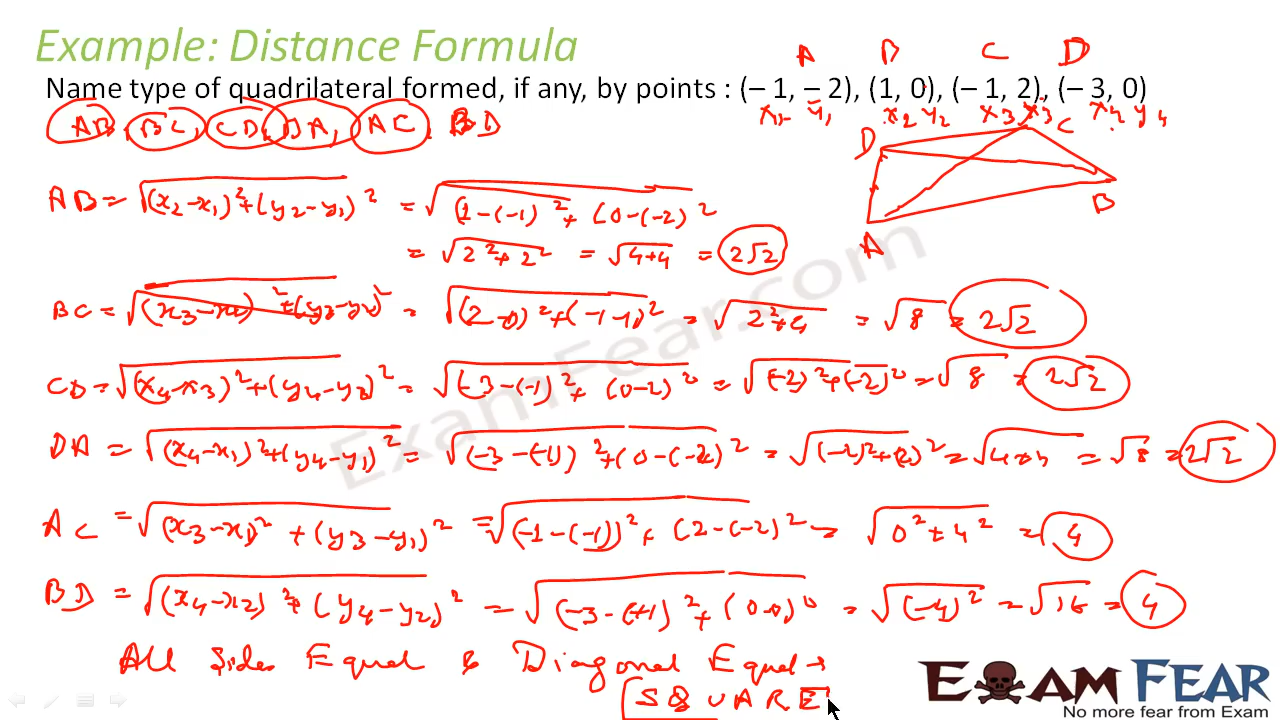 Example: Distance Formula
A B C D
Name type of quadrilateral formed, if any, by points : (– 1, – 2), (1, 0), (– 1, 2), (– 3, 0)
x₁, y₁ x₂ y₂ x₃ x₃ x₄ y₄
AB, BC, CD, DA, AC, BD
D C B A
AB = √(x₂-x₁)²+(y₂-y₁)² = √(1-(-1)²+(0-(-2)²
= √2²+2² = √4+4 = 2√2
BC = √(x₃-x₂)²+(y₃-y₂)² = √(2-0)²+(-1-1)² = √2²+4 = √8 = 2√2
CD = √(x₄-x₃)²+(y₄-y₃)² = √(-3-(-1)²+(0-2)² = √(-2)²+(-2)² = √8 = 2√2
DA = √(x₄-x₁)²+(y₄-y₁)² = √(-3-(-1)²+(0-(-2)² = √(-2)²+(2)² = √4+4 = √8 = 2√2
AC = √(x₃-x₁)²+(y₃-y₁)² = √(-1-(-1))²+(2-(-2)² = √0²+4² = 4
BD = √(x₄-x₂)²+(y₄-y₂)² = √(-3-(+1)²+(0-0)² = √(-4)² = √16 = 4
All Sides Equal & Diagonal Equal →
SQUARE
ExamFear.com
EXAM FEAR
No more fear from Exam